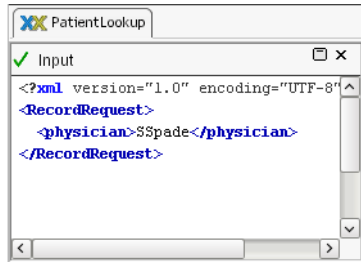 PatientLookup
Input
<?xml version="1.0" encoding="UTF-8"
<RecordRequest>
<physician>SSpade</physician>
</RecordRequest>